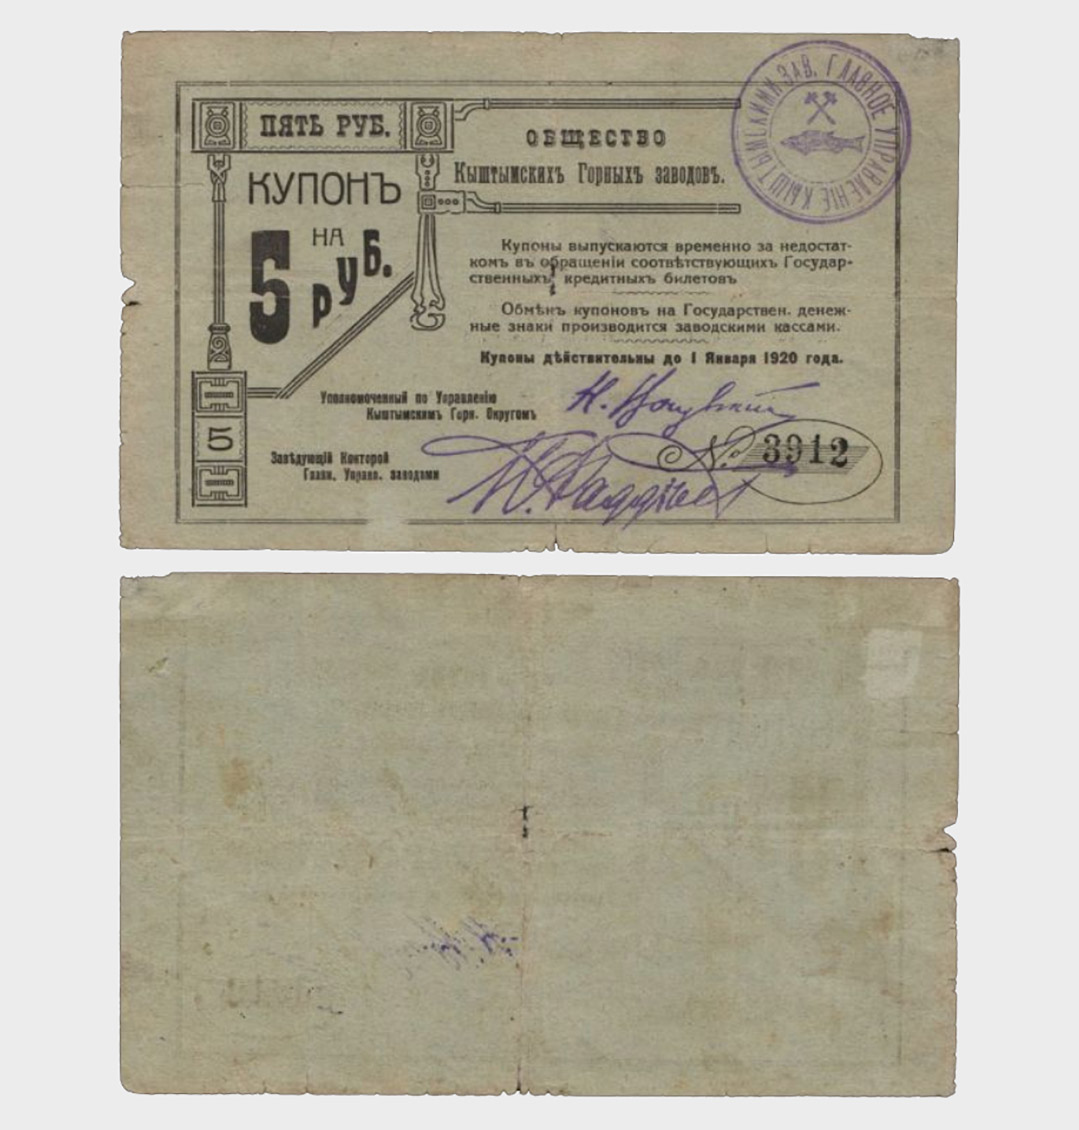 ПЯТЬ РУБ.
КУПОНЪ
НА
5 РУБ.
ОБЩЕСТВО
Кыштымскихъ Горныхъ заводовъ.
ГЛАВНОЕ УПРАВЛЕНІЕ КЫШТЫМСКИМИ ЗАВ.
Купоны выпускаются временно за недостат-
комъ въ обращеніи соотвѣтствующихъ Государ-
ственныхъ кредитныхъ билетовъ
Обмѣнъ купоновъ на Государствен. денеж-
ные знаки производится заводскими кассами.
Купоны дѣйствительны до 1 Января 1920 года.
Уполномоченный по Управленію
Кыштымскимъ Горн. Округомъ
5
Завѣдующій Конторой
Главн. Управл. заводами
№ 3912